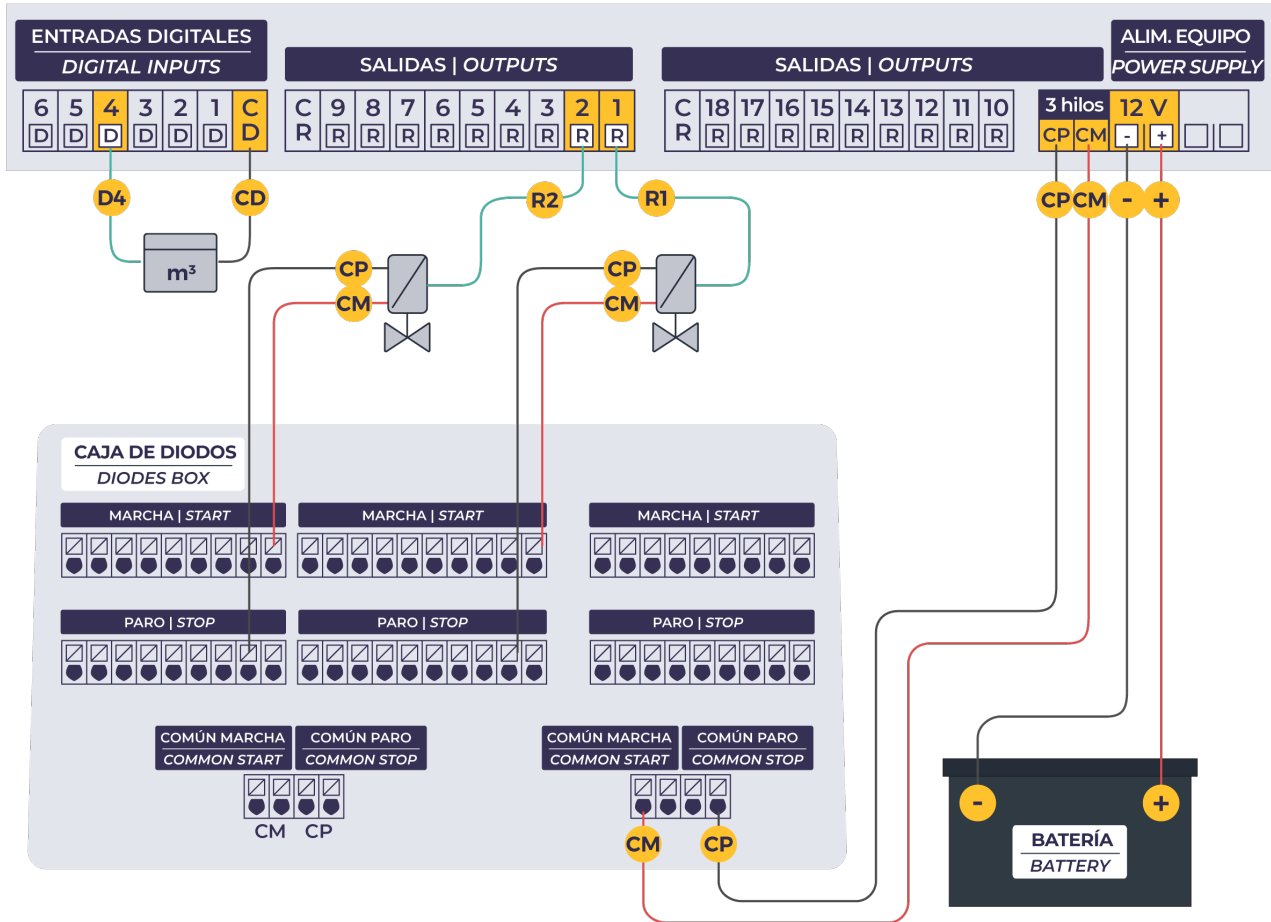 ENTRADAS DIGITALES
DIGITAL INPUTS
SALIDAS | OUTPUTS
SALIDAS | OUTPUTS
ALIM. EQUIPO
POWER SUPPLY
6 5 4 3 2 1 C
D D D D D D D
C 9 8 7 6 5 4 3 2 1
R R R R R R R R R R
C 18 17 16 15 14 13 12 11 10
R R R R R R R R R R
3 hilos 12 V
CP CM - +
D4 CD R2 R1 CP CM - +
m³
CP CP
CM CM
CAJA DE DIODOS
DIODES BOX
MARCHA | START MARCHA | START MARCHA | START
PARO | STOP PARO | STOP PARO | STOP
COMÚN MARCHA COMÚN PARO COMÚN MARCHA COMÚN PARO
COMMON START COMMON STOP COMMON START COMMON STOP
CM CP
CM CP
- +
BATERÍA
BATTERY